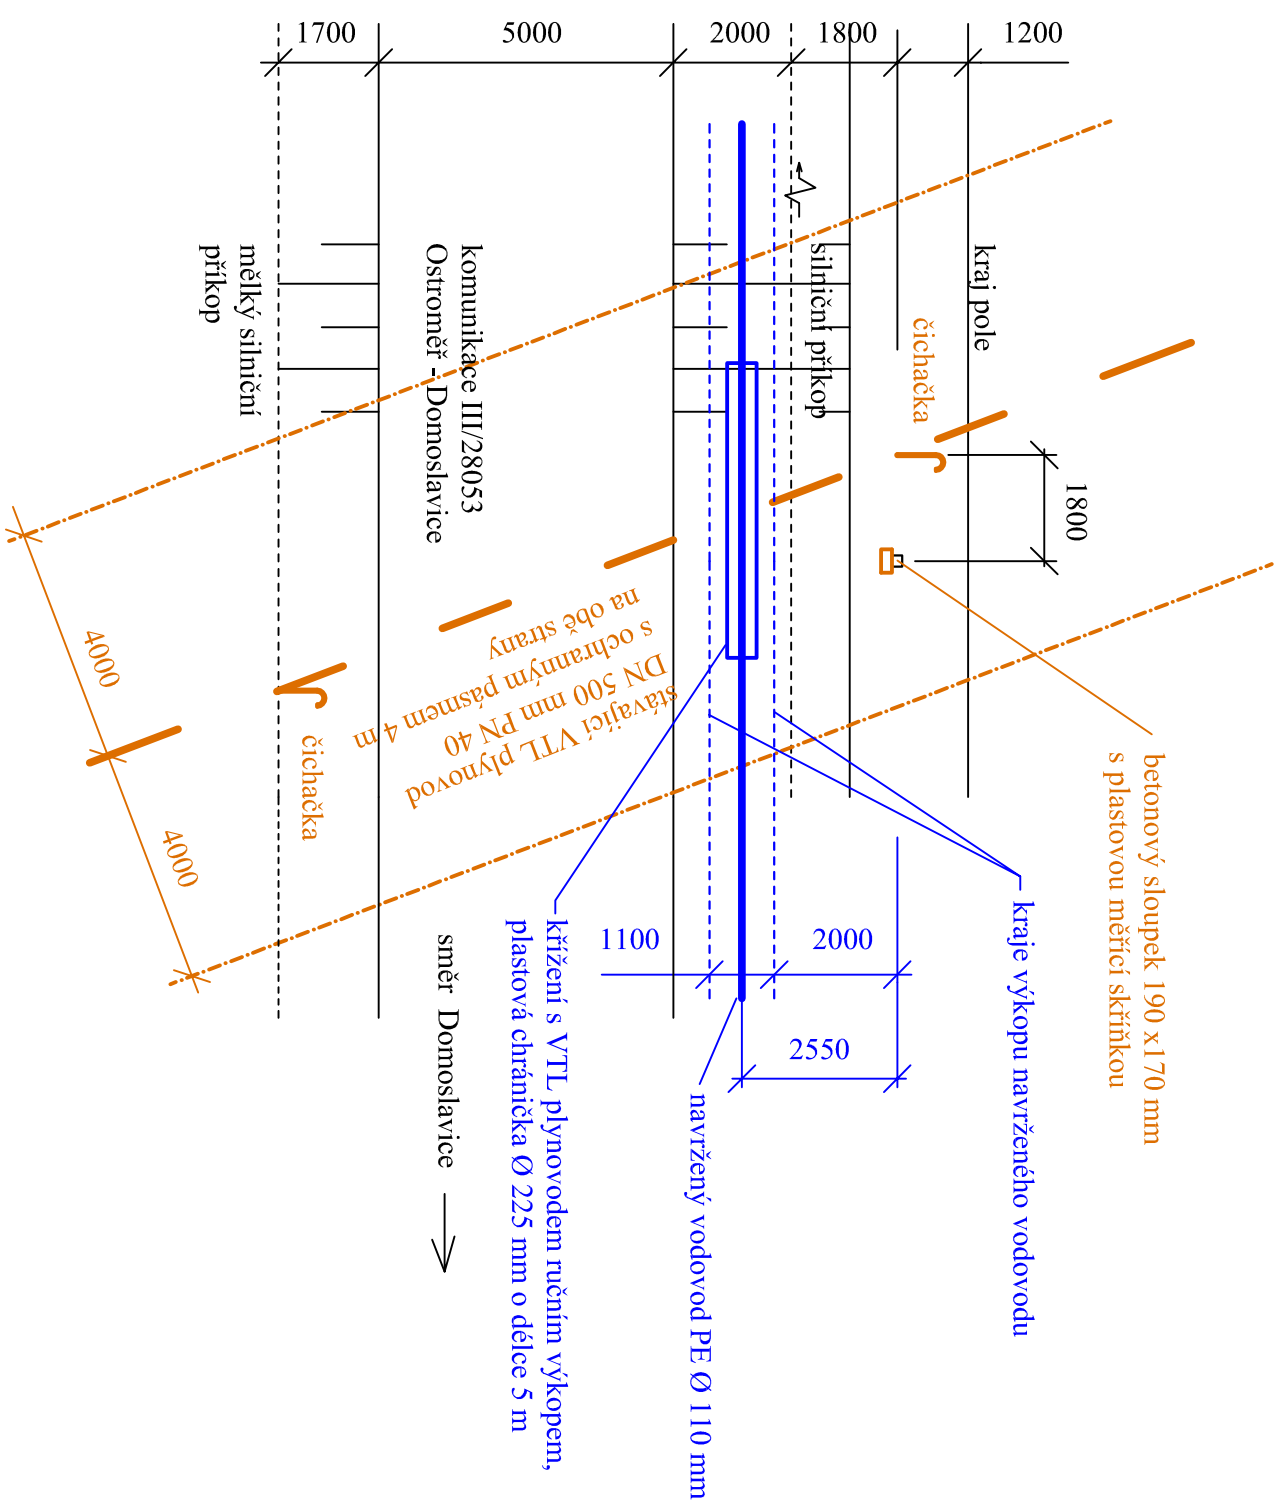 1700
5000
2000
1800
1200
kraj pole
silniční příkop
čichačka
1800
komunikace III/28053
Ostroměř - Domoslavice
mělký silniční
příkop
stávající VTL plynovod
DN 500 mm PN 40
s ochranným pásmem 4 m
na obě strany
čichačka
4000
4000
betonový sloupek 190 x170 mm
s plastovou měřící skříňkou
kraje výkopu navrženého vodovodu
1100
2000
2550
navržený vodovod PE Ø 110 mm
křížení s VTL plynovodem ručním výkopem,
plastová chránička Ø 225 mm o délce 5 m
směr Domoslavice